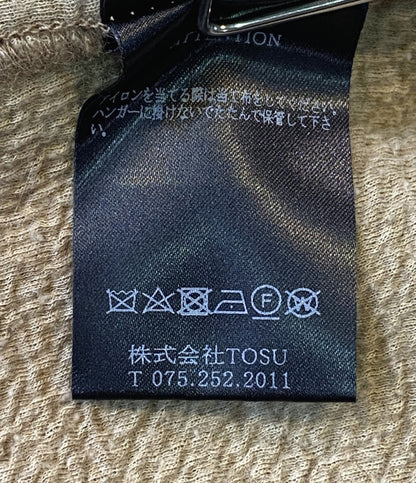 ATTENTION
アイロンを当てる際は当て布をしてください。
ハンガーに掛けないでたたんで保管して下さ
い。
F W
株式会社TOSU
T 075.252.2011